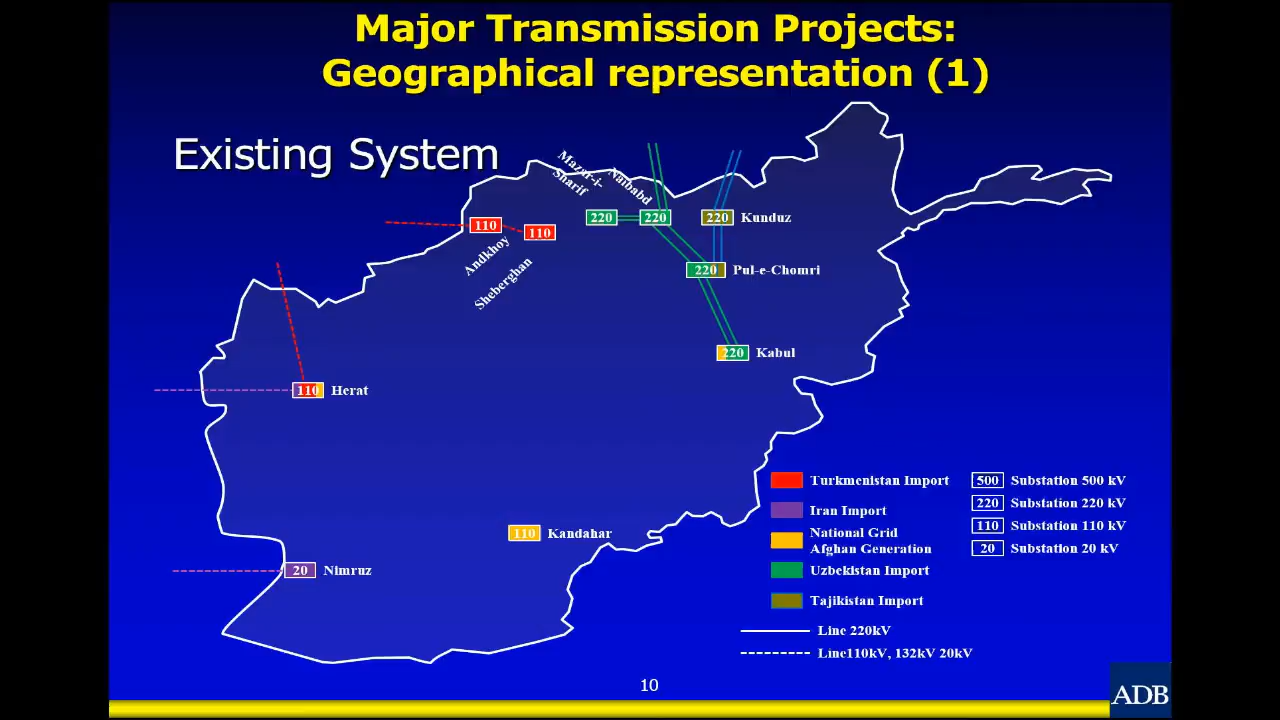 Major Transmission Projects:
Geographical representation (1)
Existing System
Mazar-i-
Sharif
Naibabd
220
220
220
Kunduz
110
110
Andkhoy
Sheberghan
220
Pul-e-Chomri
220
Kabul
110
Herat
110
Kandahar
20
Nimruz
Turkmenistan Import
Iran Import
National Grid
Afghan Generation
Uzbekistan Import
Tajikistan Import
Line 220kV
Line110kV, 132kV 20kV
500 Substation 500 kV
220 Substation 220 kV
110 Substation 110 kV
20 Substation 20 kV
10
ADB